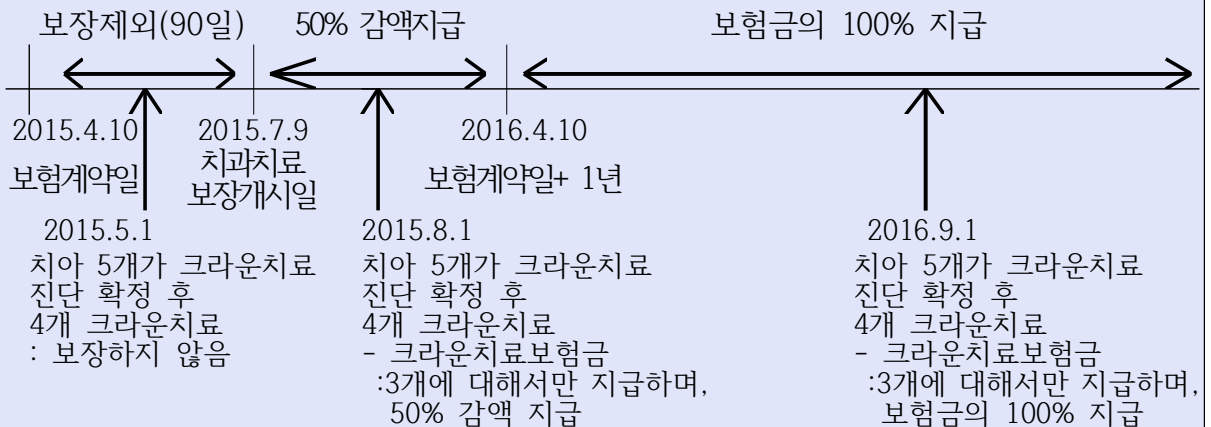 보장제외(90일) 50% 감액지급 보험금의 100% 지급
2015.4.10 2015.7.9 2016.4.10
보험계약일 치과치료 보험계약일+ 1년
보장개시일
2015.5.1 2015.8.1 2016.9.1
치아 5개가 크라운치료 치아 5개가 크라운치료 치아 5개가 크라운치료
진단 확정 후 진단 확정 후 진단 확정 후
4개 크라운치료 4개 크라운치료 4개 크라운치료
: 보장하지 않음 - 크라운치료보험금 - 크라운치료보험금
:3개에 대해서만 지급하며, :3개에 대해서만 지급하며,
50% 감액 지급 보험금의 100% 지급